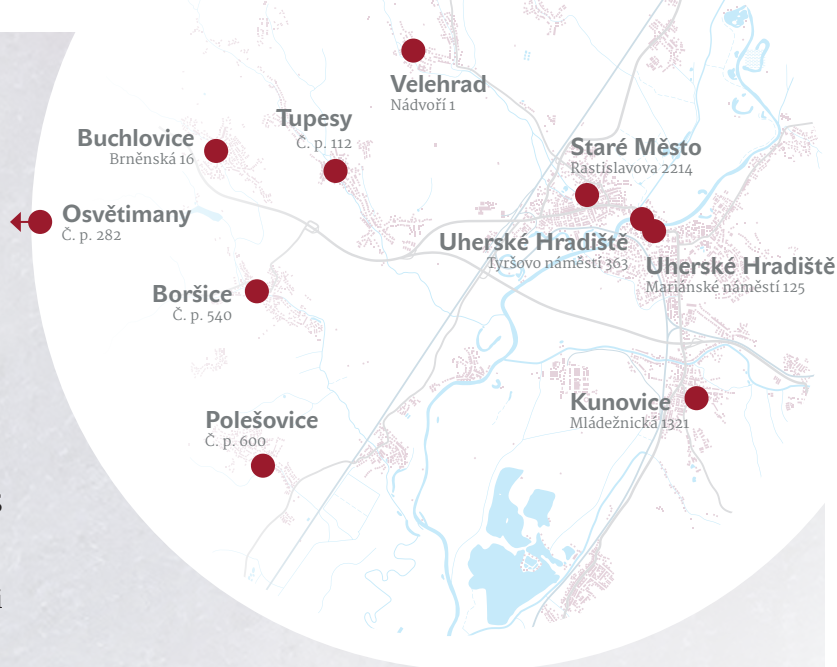 Velehrad
Nádvoří 1
Tupesy
Č. p. 112
Buchlovice
Brněnská 16
Staré Město
Rastislavova 2214
Osvětimany
Č. p. 282
Uherské Hradiště
Tyršovo náměstí 363
Uherské Hradiště
Mariánské náměstí 125
Boršice
Č. p. 540
Kunovice
Mládežnická 1321
Polešovice
Č. p. 600